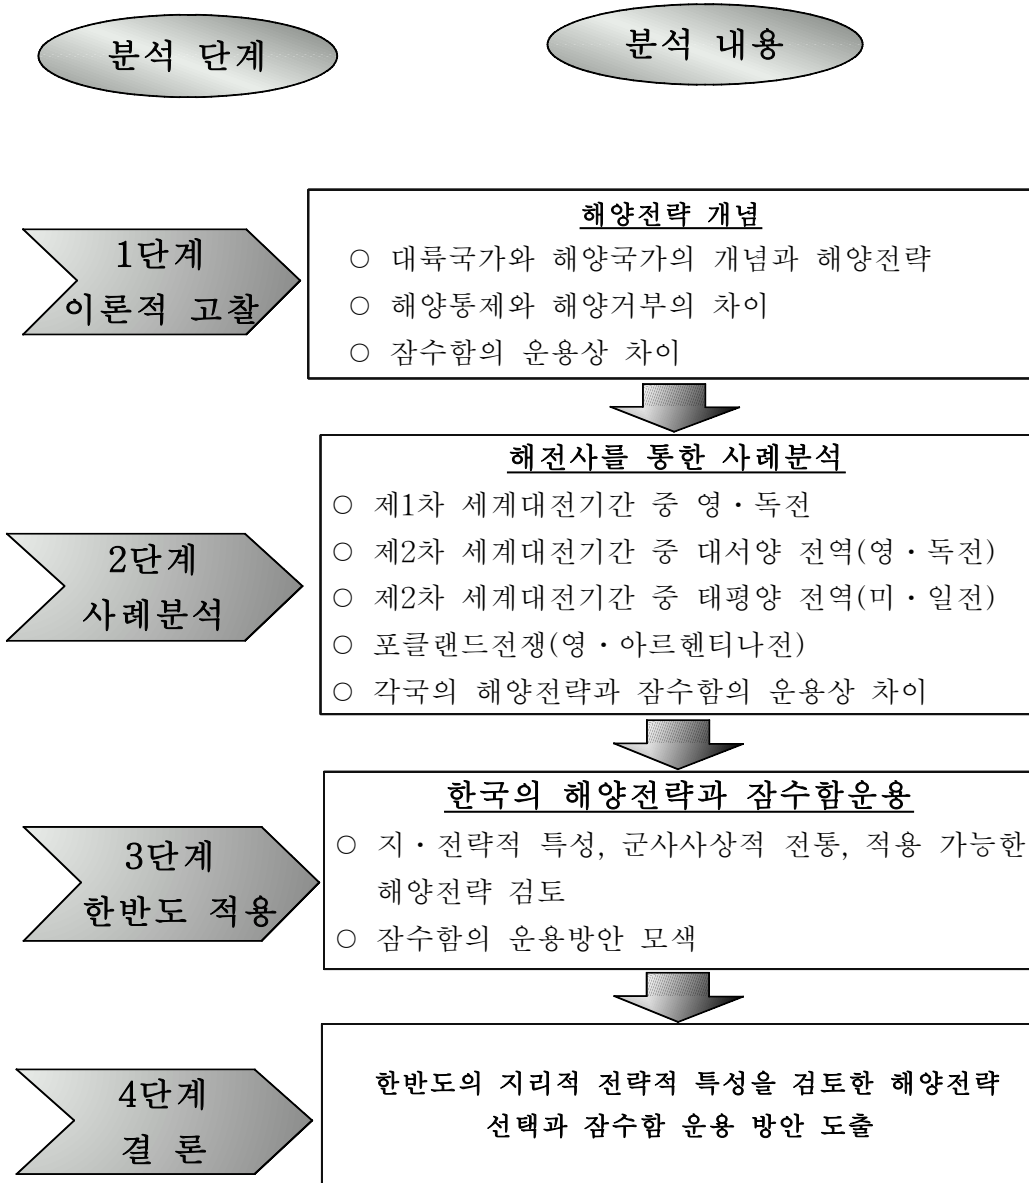 분석 단계
분석 내용
1단계
이론적 고찰
해양전략 개념
○ 대륙국가와 해양국가의 개념과 해양전략
○ 해양통제와 해양거부의 차이
○ 잠수함의 운용상 차이
2단계
사례분석
해전사를 통한 사례분석
○ 제1차 세계대전기간 중 영·독전
○ 제2차 세계대전기간 중 대서양 전역(영·독전)
○ 제2차 세계대전기간 중 태평양 전역(미·일전)
○ 포클랜드전쟁(영·아르헨티나전)
○ 각국의 해양전략과 잠수함의 운용상 차이
3단계
한반도 적용
한국의 해양전략과 잠수함운용
○ 지·전략적 특성, 군사사상적 전통, 적용 가능한
해양전략 검토
○ 잠수함의 운용방안 모색
4단계
결 론
한반도의 지리적 전략적 특성을 검토한 해양전략
선택과 잠수함 운용 방안 도출